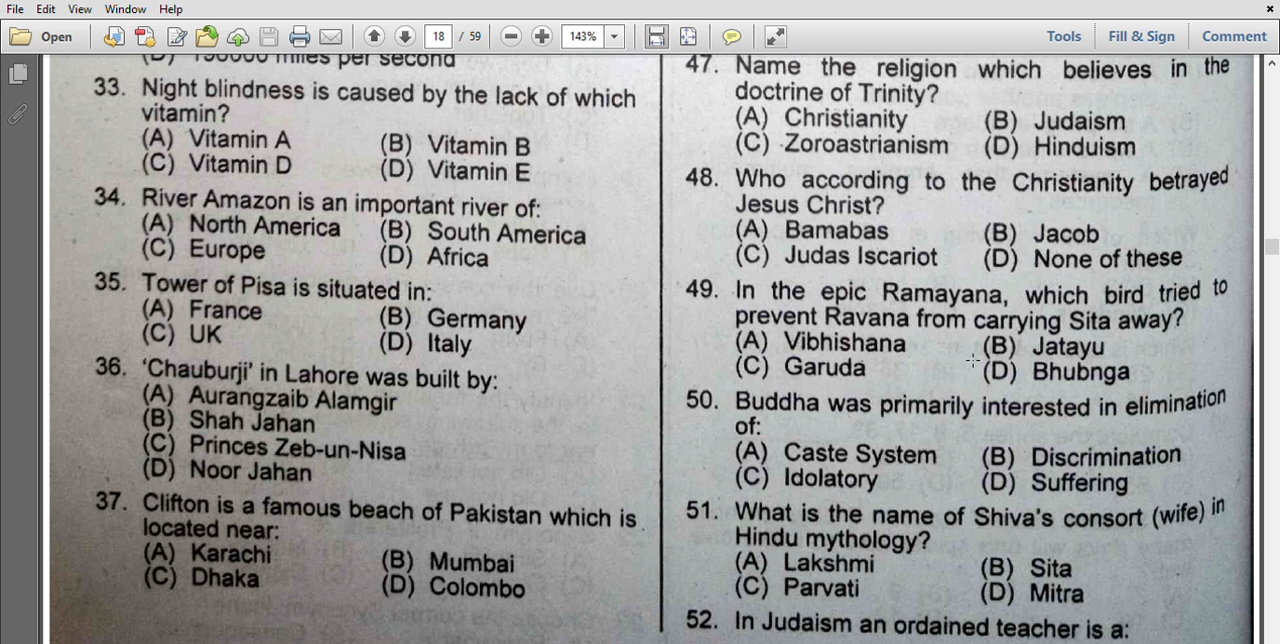 File Edit View Window Help
Open 18 / 59 143% Tools Fill & Sign Comment
(D) 190000 miles per second
33. Night blindness is caused by the lack of which
vitamin?
(A) Vitamin A (B) Vitamin B
(C) Vitamin D (D) Vitamin E
34. River Amazon is an important river of:
(A) North America (B) South America
(C) Europe (D) Africa
35. Tower of Pisa is situated in:
(A) France (B) Germany
(C) UK (D) Italy
36. ‘Chauburji’ in Lahore was built by:
(A) Aurangzaib Alamgir
(B) Shah Jahan
(C) Princes Zeb-un-Nisa
(D) Noor Jahan
37. Clifton is a famous beach of Pakistan which is
located near:
(A) Karachi (B) Mumbai
(C) Dhaka (D) Colombo
47. Name the religion which believes in the
doctrine of Trinity?
(A) Christianity (B) Judaism
(C) Zoroastrianism (D) Hinduism
48. Who according to the Christianity betrayed
Jesus Christ?
(A) Bamabas (B) Jacob
(C) Judas Iscariot (D) None of these
49. In the epic Ramayana, which bird tried to
prevent Ravana from carrying Sita away?
(A) Vibhishana (B) Jatayu
(C) Garuda (D) Bhubnga
50. Buddha was primarily interested in elimination
of:
(A) Caste System (B) Discrimination
(C) Idolatory (D) Suffering
51. What is the name of Shiva's consort (wife) in
Hindu mythology?
(A) Lakshmi (B) Sita
(C) Parvati (D) Mitra
52. In Judaism an ordained teacher is a: